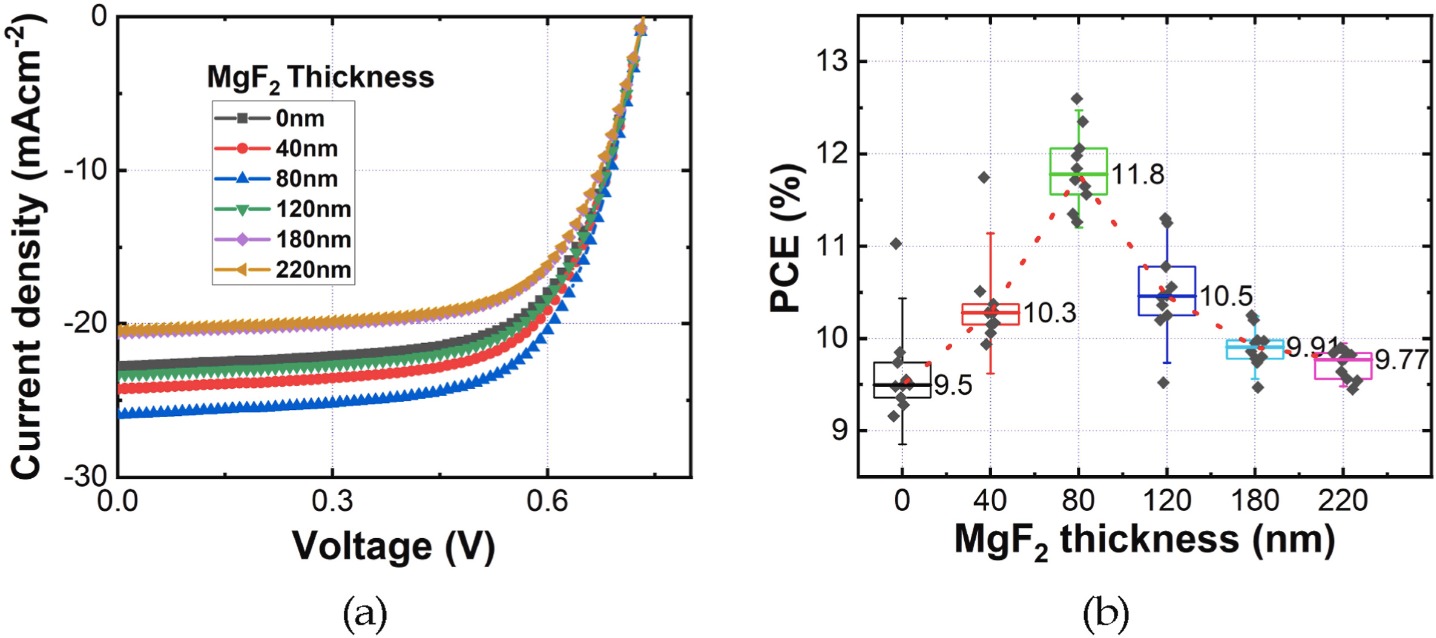 Current density (mAcm-2)
0
-10
-20
-30
MgF2 Thickness
0nm
40nm
80nm
120nm
180nm
220nm
0.0
0.3
0.6
Voltage (V)
(a)
PCE (%)
13
12
11
10
9
9.5
10.3
11.8
10.5
9.91
9.77
0
40
80
120
180
220
MgF2 thickness (nm)
(b)